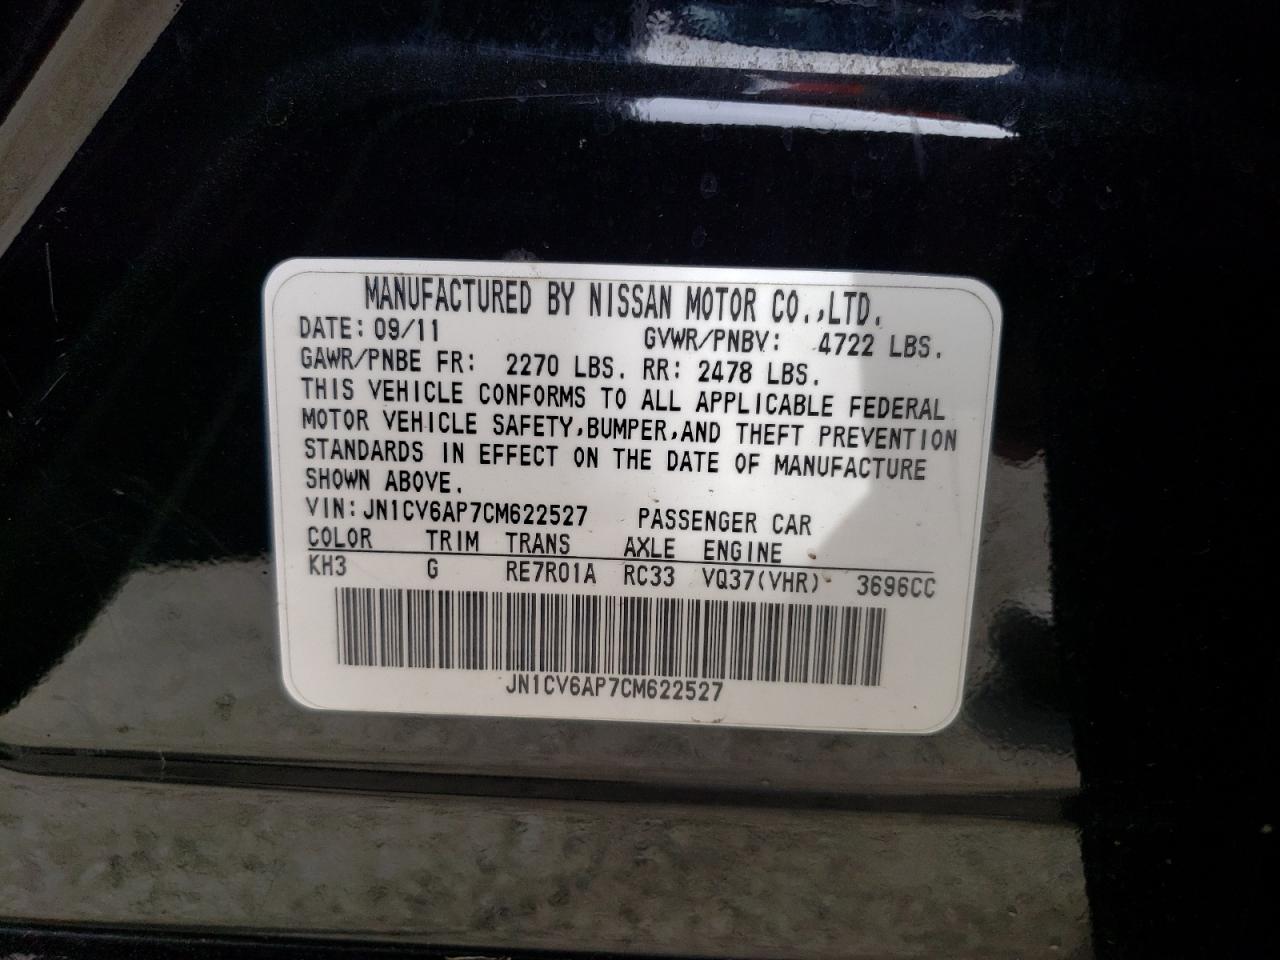 MANUFACTURED BY NISSAN MOTOR CO.,LTD.
DATE: 09/11 GVWR/PNBV: 4722 LBS.
GAWR/PNBE FR: 2270 LBS. RR: 2478 LBS.
THIS VEHICLE CONFORMS TO ALL APPLICABLE FEDERAL
MOTOR VEHICLE SAFETY,BUMPER,AND THEFT PREVENTION
STANDARDS IN EFFECT ON THE DATE OF MANUFACTURE
SHOWN ABOVE.
VIN:JN1CV6AP7CM622527 PASSENGER CAR
COLOR TRIM TRANS AXLE ENGINE
KH3 G RE7R01A RC33 VQ37(VHR) 3696CC
JN1CV6AP7CM622527